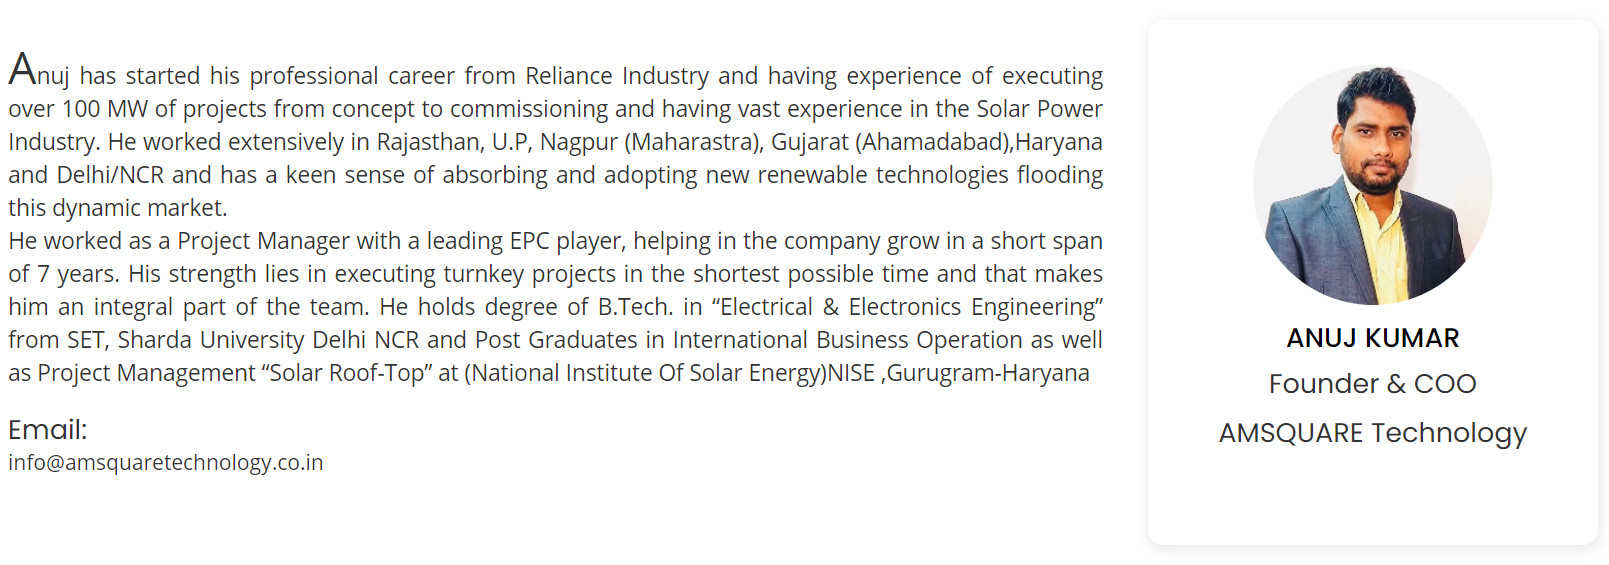 Anuj has started his professional career from Reliance Industry and having experience of executing
over 100 MW of projects from concept to commissioning and having vast experience in the Solar Power
Industry. He worked extensively in Rajasthan, U.P, Nagpur (Maharastra), Gujarat (Ahamadabad),Haryana
and Delhi/NCR and has a keen sense of absorbing and adopting new renewable technologies flooding
this dynamic market.
He worked as a Project Manager with a leading EPC player, helping in the company grow in a short span
of 7 years. His strength lies in executing turnkey projects in the shortest possible time and that makes
him an integral part of the team. He holds degree of B.Tech. in “Electrical & Electronics Engineering”
from SET, Sharda University Delhi NCR and Post Graduates in International Business Operation as well
as Project Management “Solar Roof-Top” at (National Institute Of Solar Energy)NISE ,Gurugram-Haryana
Email:
info@amsquaretechnology.co.in
ANUJ KUMAR
Founder & COO
AMSQUARE Technology